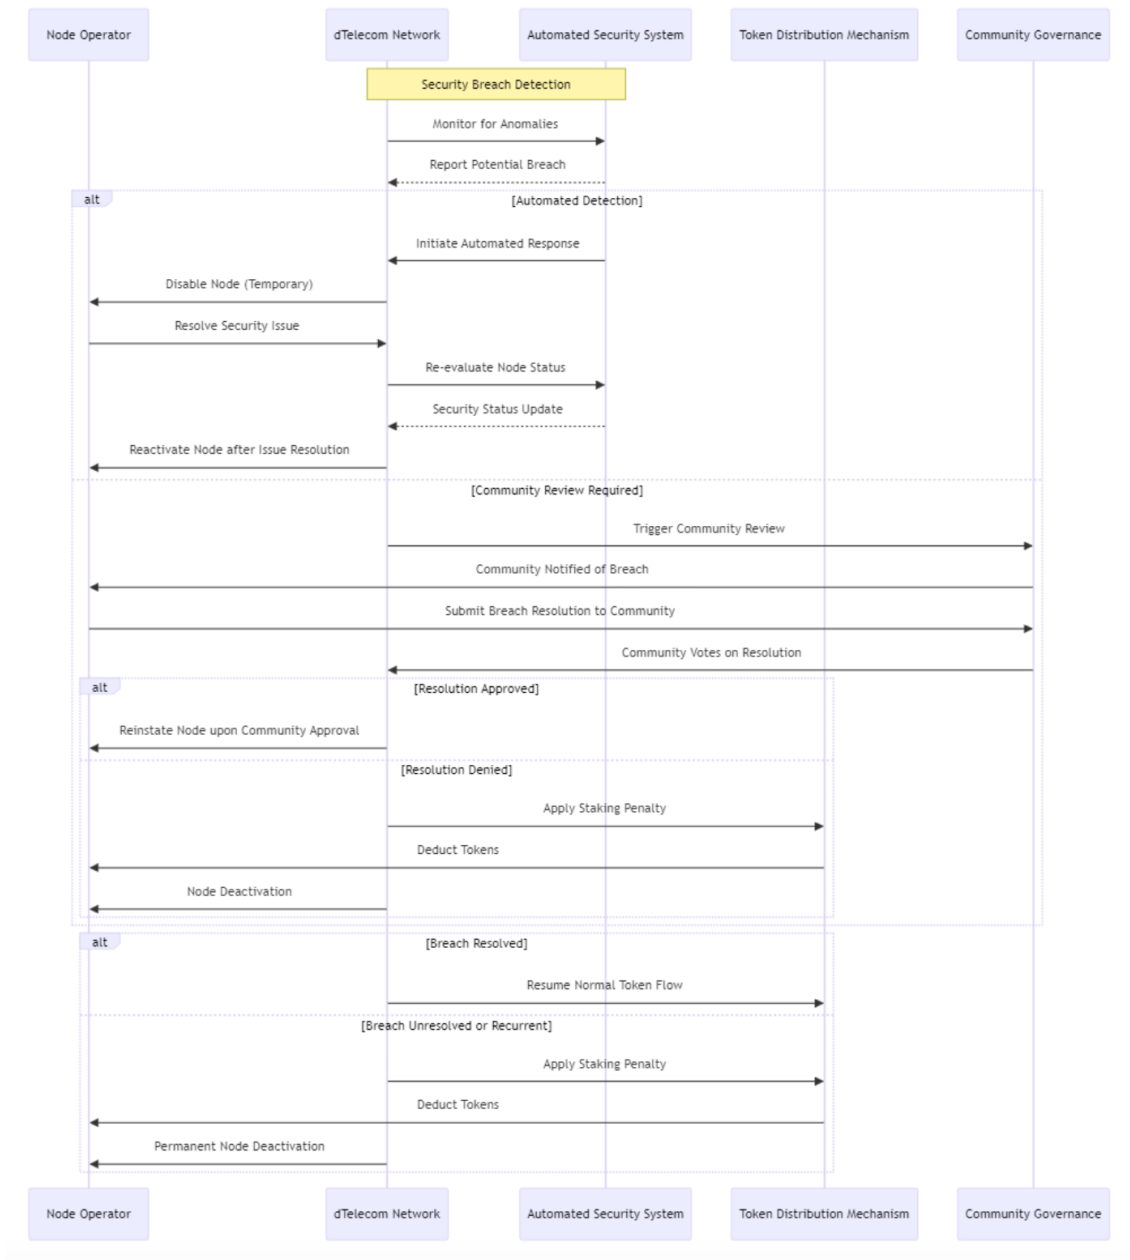 Node Operator
dTelecom Network
Automated Security System
Token Distribution Mechanism
Community Governance
Security Breach Detection
Monitor for Anomalies
Report Potential Breach
alt
[Automated Detection]
Initiate Automated Response
Disable Node (Temporary)
Resolve Security Issue
Re-evaluate Node Status
Security Status Update
Reactivate Node after Issue Resolution
[Community Review Required]
Trigger Community Review
Community Notified of Breach
Submit Breach Resolution to Community
Community Votes on Resolution
alt
[Resolution Approved]
Reinstate Node upon Community Approval
[Resolution Denied]
Apply Staking Penalty
Deduct Tokens
Node Deactivation
alt
[Breach Resolved]
Resume Normal Token Flow
[Breach Unresolved or Recurrent]
Apply Staking Penalty
Deduct Tokens
Permanent Node Deactivation
Node Operator
dTelecom Network
Automated Security System
Token Distribution Mechanism
Community Governance